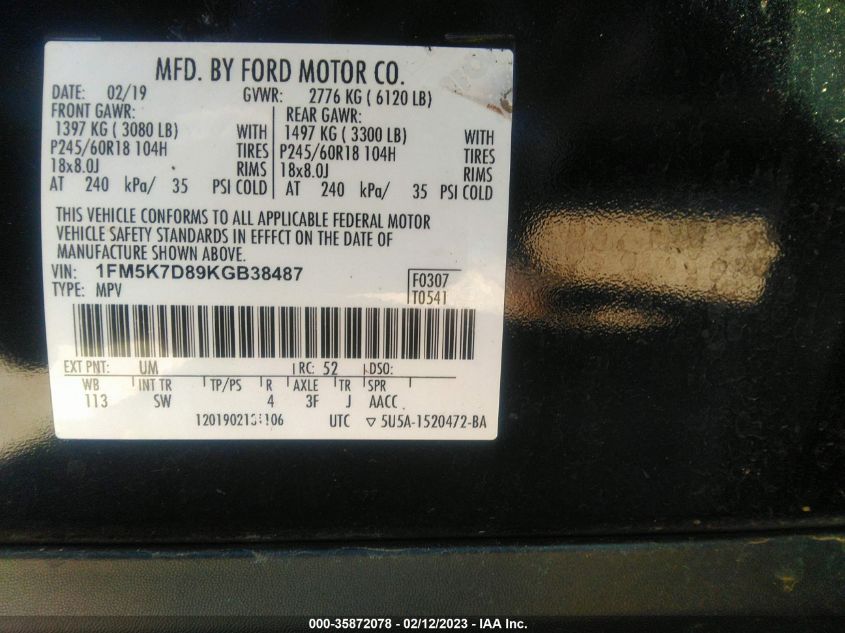 MFD. BY FORD MOTOR CO.
DATE: 02/19 GVWR: 2776 KG ( 6120 LB)
FRONT GAWR: REAR GAWR:
1397 KG ( 3080 LB) WITH 1497 KG ( 3300 LB) WITH
P245/60R18 104H TIRES P245/60R18 104H TIRES
18x8.0J RIMS 18x8.0J RIMS
AT 240 kPa/ 35 PSI COLD AT 240 kPa/ 35 PSI COLD
THIS VEHICLE CONFORMS TO ALL APPLICABLE FEDERAL MOTOR
VEHICLE SAFETY STANDARDS IN EFFECT ON THE DATE OF
MANUFACTURE SHOWN ABOVE.
VIN: 1FM5K7D89KGB38487 F0307
TYPE: MPV T0541
EXT PNT: UM RC: 52 DSO:
WB INT TR TP/PS R AXLE TR SPR
113 SW 4 3F J AACC
UTC ▽ 5U5A-1520472-BA
000-35872078 - 02/12/2023 - IAA Inc.